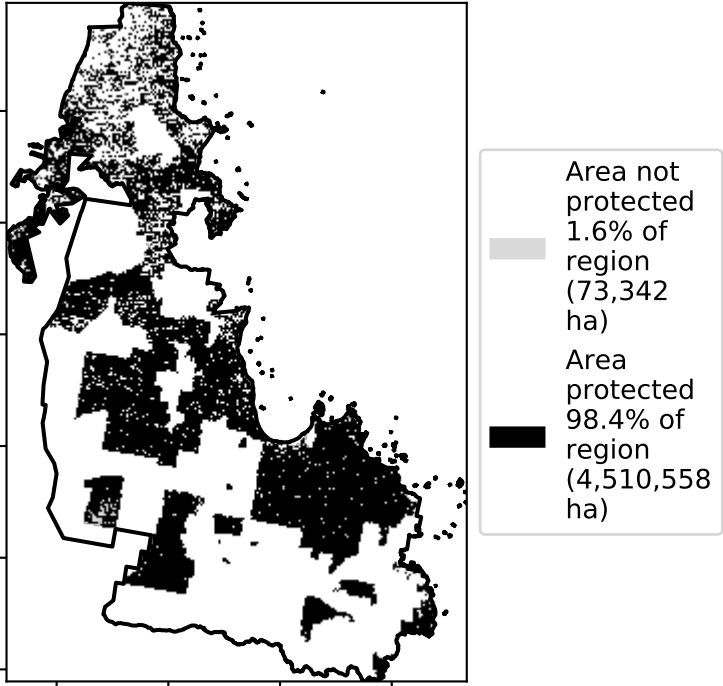 Area not
protected
1.6% of
region
(73,342
ha)
Area
protected
98.4% of
region
(4,510,558
ha)